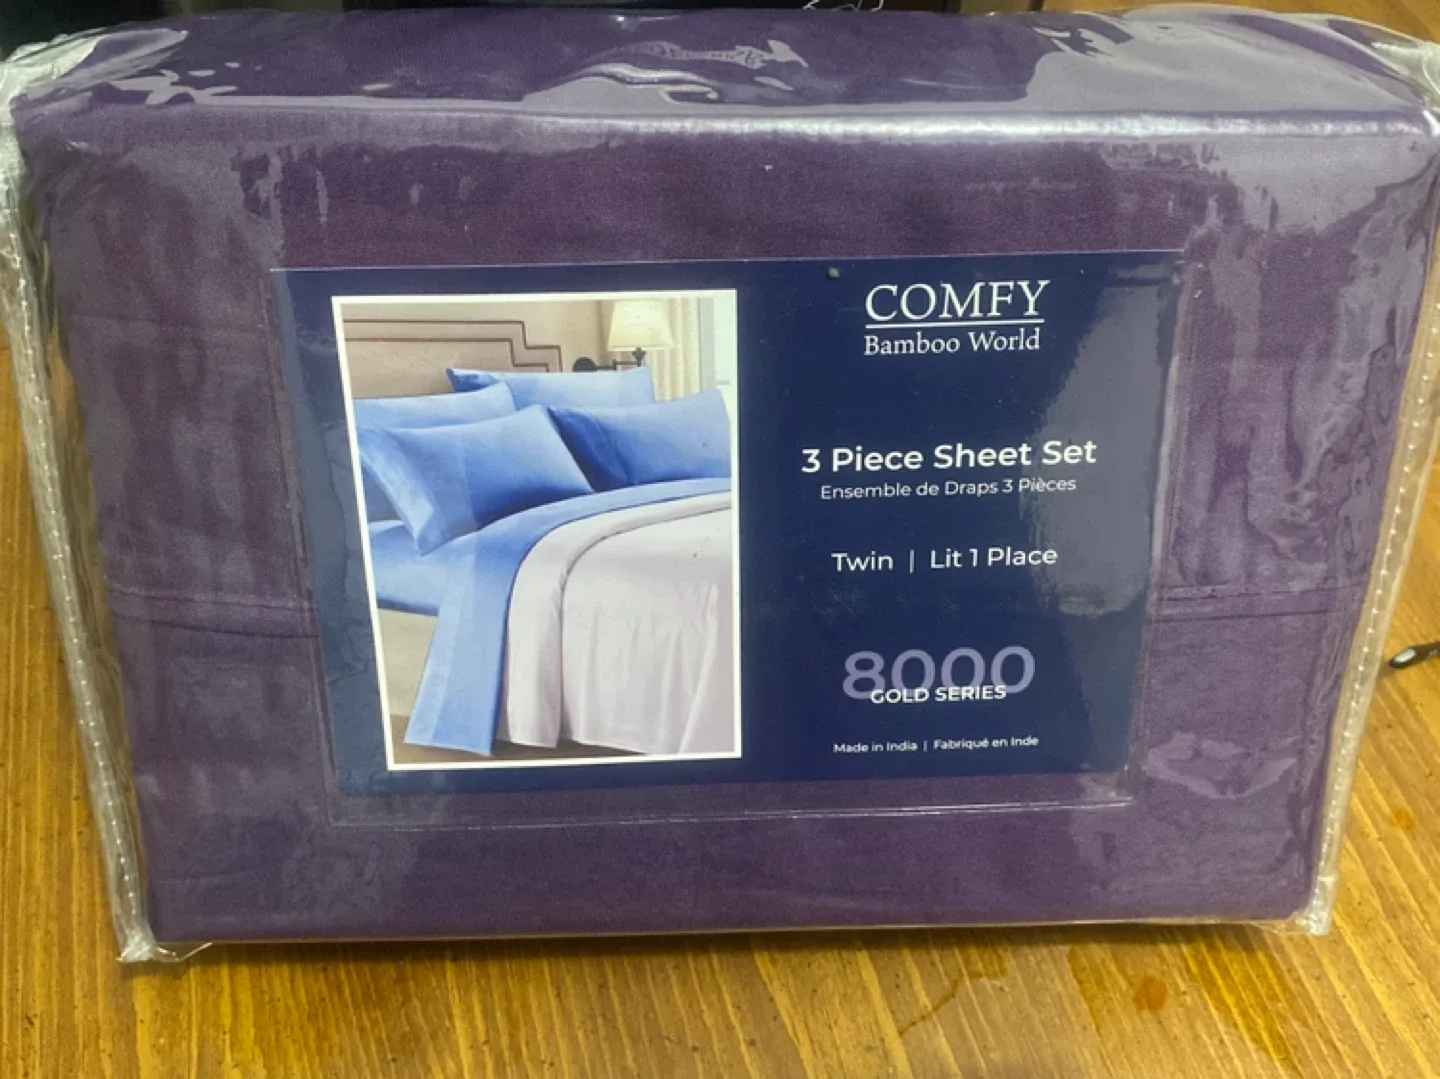 COMFY
Bamboo World
3 Piece Sheet Set
Ensemble de Draps 3 Pièces
Twin | Lit 1 Place
8000
GOLD SERIES
Made in India | Fabriqué en Inde